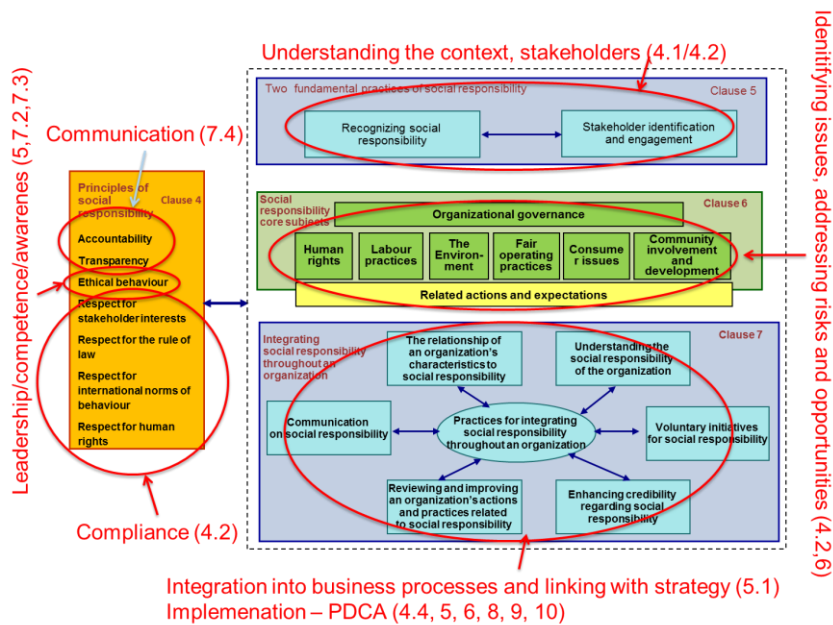 Understanding the context, stakeholders (4.1/4.2)
Two fundamental practices of social responsibility
Clause 5
Recognizing social
responsibility
Stakeholder identification
and engagement
Communication (7.4)
Leadership/competence/awarenes (5,7.2,7.3)
Principles of
social
responsibility
Clause 4
Accountability
Transparency
Ethical behaviour
Respect for
stakeholder interests
Respect for the rule of
law
Respect for
international norms of
behaviour
Respect for human
rights
Compliance (4.2)
Social
responsibility
core subjects
Clause 6
Organizational governance
Human
rights
Labour
practices
The
Environ-
ment
Fair
operating
practices
Consume
r issues
Community
involvement
and
development
Related actions and expectations
Idenitifying issues, addressing risks and opportunities (4.2,6)
Integrating
social responsibility
throughout an
organization
Clause 7
The relationship of
an organization's
characteristics to
social responsibility
Understanding the
social responsibility
of the organization
Communication
on social responsibility
Practices for integrating
social responsibility
throughout an organization
Voluntary initiatives
for social responsibility
Reviewing and improving
an organization's actions
and practices related
to social responsibility
Enhancing credibility
regarding social
responsibility
Integration into business processes and linking with strategy (5.1)
Implemenation – PDCA (4.4, 5, 6, 8, 9, 10)